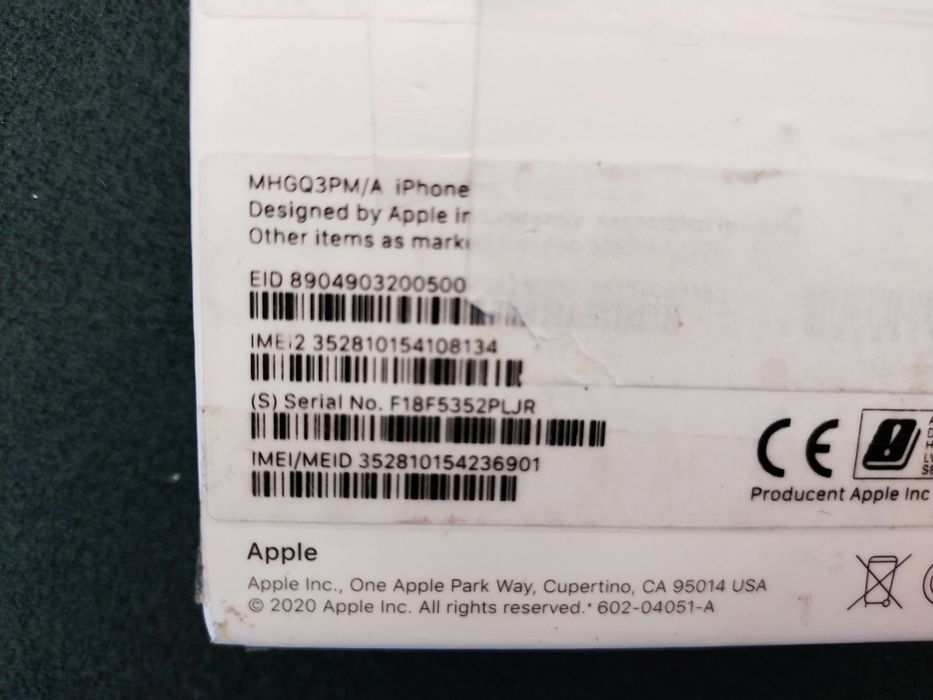 MHGQ3PM/A iPhone
Designed by Apple in
Other items as mark
EID 8904903200500
IMEI2 352810154108134
(S) Serial No. F18F5352PLJR
IMEI/MEID 352810154236901
CE
Producent Apple Inc
Apple
Apple Inc., One Apple Park Way, Cupertino, CA 95014 USA
© 2020 Apple Inc. All rights reserved.* 602-04051-A